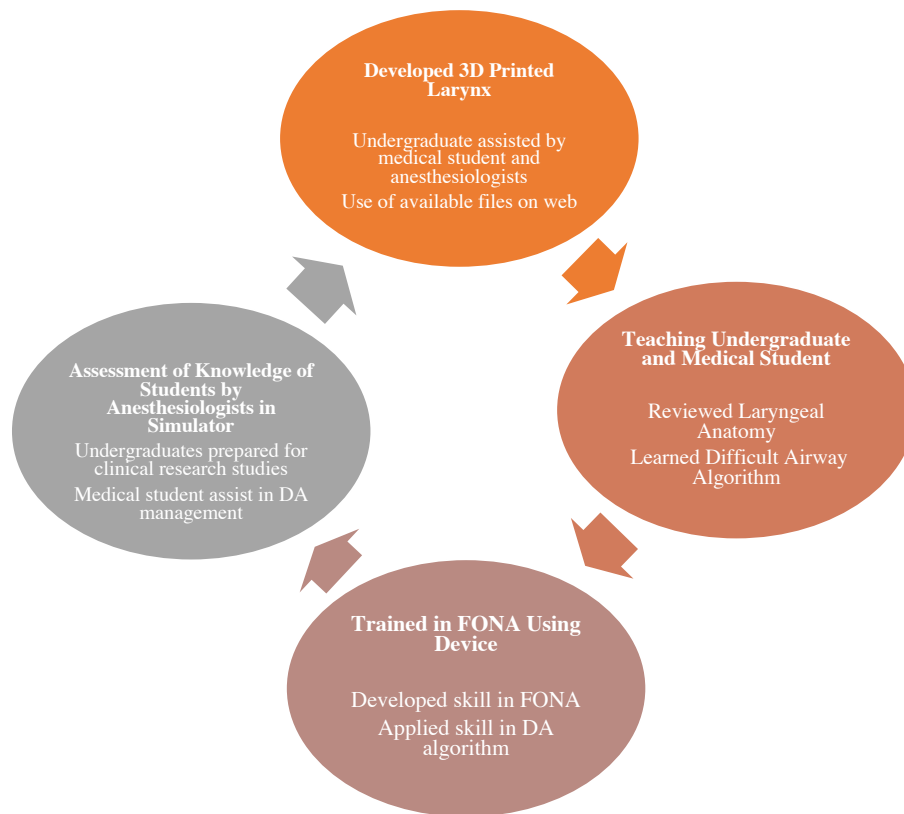 Developed 3D Printed
Larynx
Undergraduate assisted by
medical student and
anesthesiologists
Use of available files on web
Teaching Undergraduate
and Medical Student
Reviewed Laryngeal
Anatomy
Learned Difficult Airway
Algorithm
Trained in FONA Using
Device
Developed skill in FONA
Applied skill in DA
algorithm
Assessment of Knowledge of
Students by
Anesthesiologists in
Simulator
Undergraduates prepared for
clinical research studies
Medical student assist in DA
management